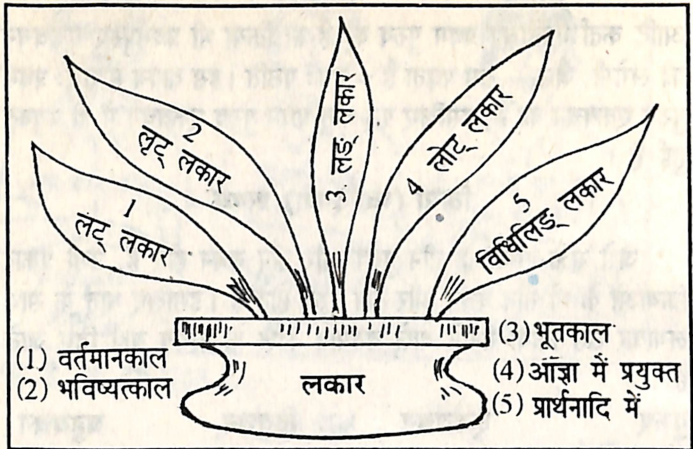 1
लट् लकार
2
लृट् लकार
3 लङ् लकार
4 लोट् लकार
5
विधिलिङ् लकार
(1) वर्तमानकाल
(2) भविष्यत्काल
लकार
(3) भूतकाल
(4) आज्ञा में प्रयुक्त
(5) प्रार्थनादि में